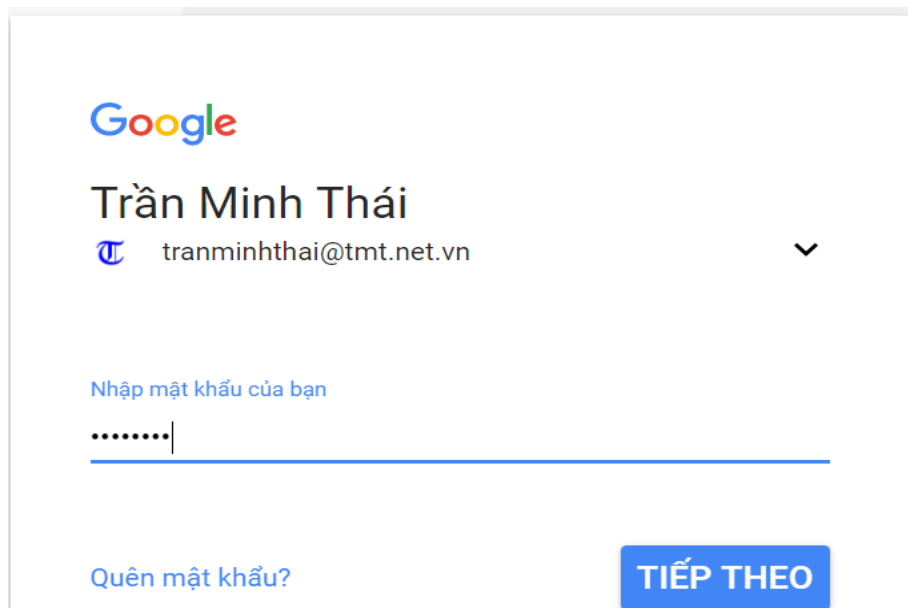 Google
Trần Minh Thái
tranminhthai@tmt.net.vn
Nhập mật khẩu của bạn
••••••••
Quên mật khẩu?
TIẾP THEO